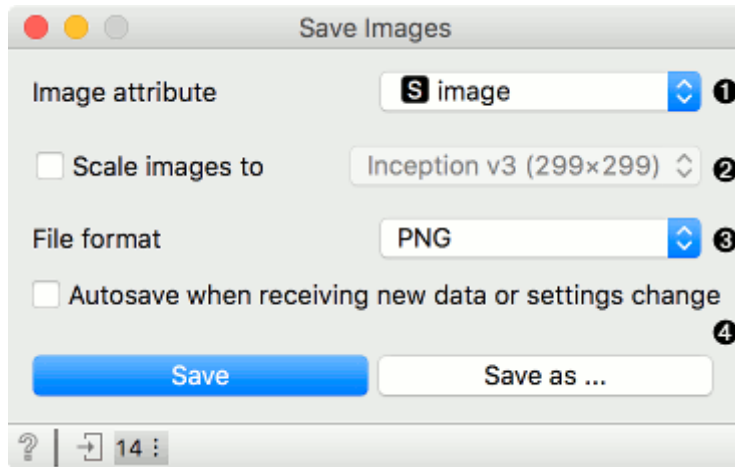 Save Images
Image attribute S image ❶
Scale images to Inception v3 (299×299) ❷
File format PNG ❸
Autosave when receiving new data or settings change
❹
Save Save as ...
? 14